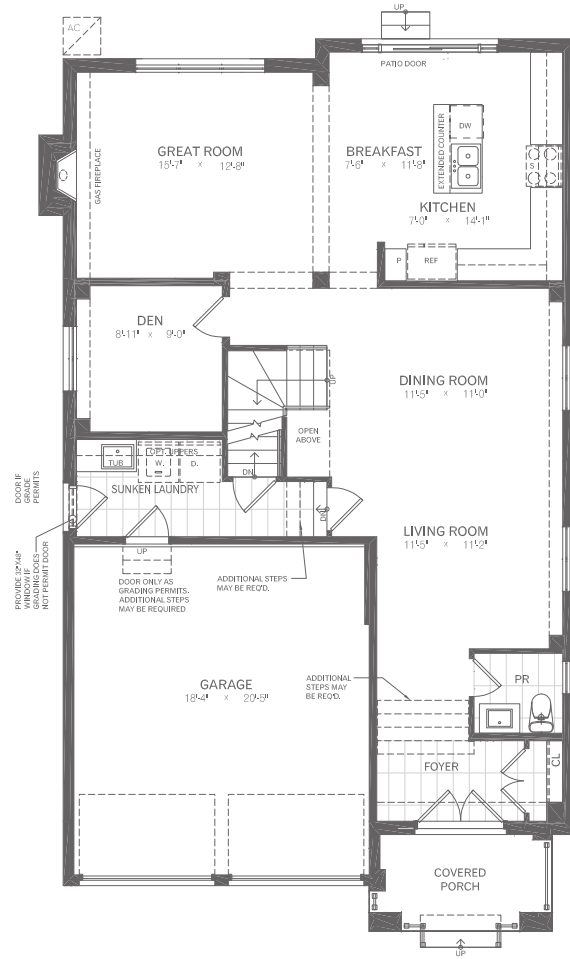 UP
AC
PATIO DOOR
GREAT ROOM
15'-7" x 12'-8"
BREAKFAST
7'-6" x 11'-8"
EXTENDED COUNTER
DW
S
GAS FIREPLACE
KITCHEN
7'-0" x 14'-1"
P
REF
DEN
8'-11" x 9'-0"
UP
DINING ROOM
11'-5" x 11'-0"
OPEN
ABOVE
OPT. UPPERS
TUB
W.
D.
DN
SUNKEN LAUNDRY
DOOR IF
GRADE
PERMITS
DN
LIVING ROOM
11'-5" x 11'-2"
PROVIDE 32"X48"
WINDOW IF
GRADING DOES
NOT PERMIT DOOR
UP
DOOR ONLY AS
GRADING PERMITS.
ADDITIONAL STEPS
MAY BE REQUIRED
ADDITIONAL STEPS
MAY BE REQ'D.
GARAGE
18'-4" x 20'-5"
ADDITIONAL
STEPS MAY
BE REQ'D.
PR
FOYER
CL
COVERED
PORCH
UP